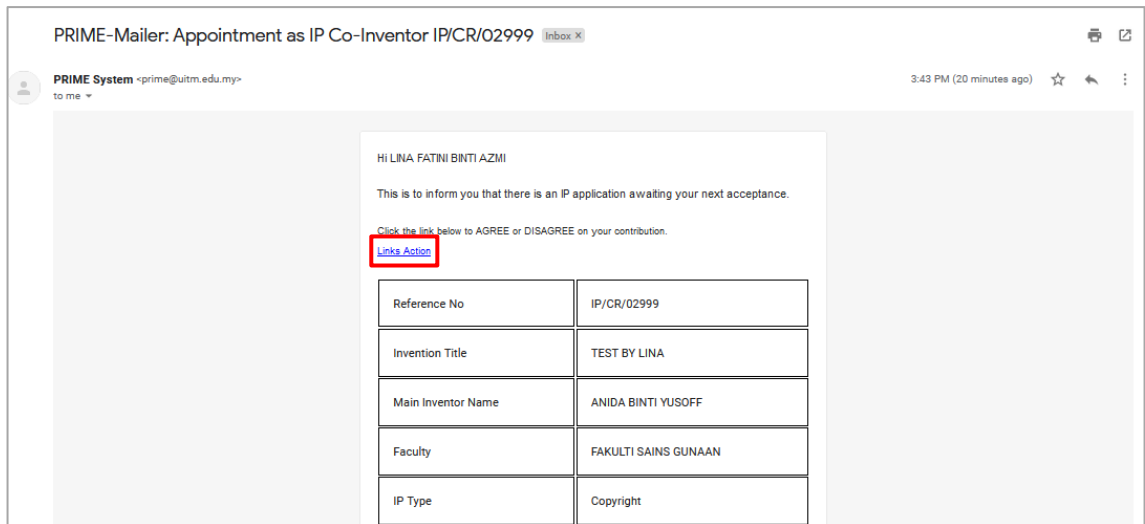 PRIME-Mailer: Appointment as IP Co-Inventor IP/CR/02999 Inbox x
PRIME System <prime@uitm.edu.my> 3:43 PM (20 minutes ago)
to me
Hi LINA FATINI BINTI AZMI
This is to inform you that there is an IP application awaiting your next acceptance.
Click the link below to AGREE or DISAGREE on your contribution.
Links Action
Reference No IP/CR/02999
Invention Title TEST BY LINA
Main Inventor Name ANIDA BINTI YUSOFF
Faculty FAKULTI SAINS GUNAAN
IP Type Copyright